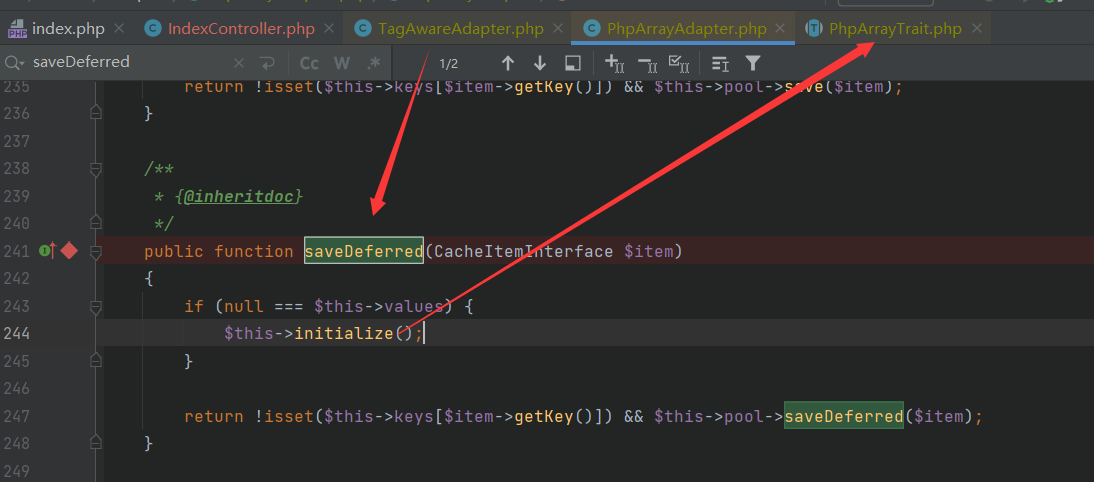 index.php IndexController.php TagAwareAdapter.php PhpArrayAdapter.php PhpArrayTrait.php
saveDeferred Cc W .* 1/2
235 return !isset($this->keys[$item->getKey()]) && $this->pool->save($item);
236 }
237
238 /**
239 * {@inheritdoc}
240 */
241 public function saveDeferred(CacheItemInterface $item)
242 {
243 if (null === $this->values) {
244 $this->initialize();
245 }
246
247 return !isset($this->keys[$item->getKey()]) && $this->pool->saveDeferred($item);
248 }
249